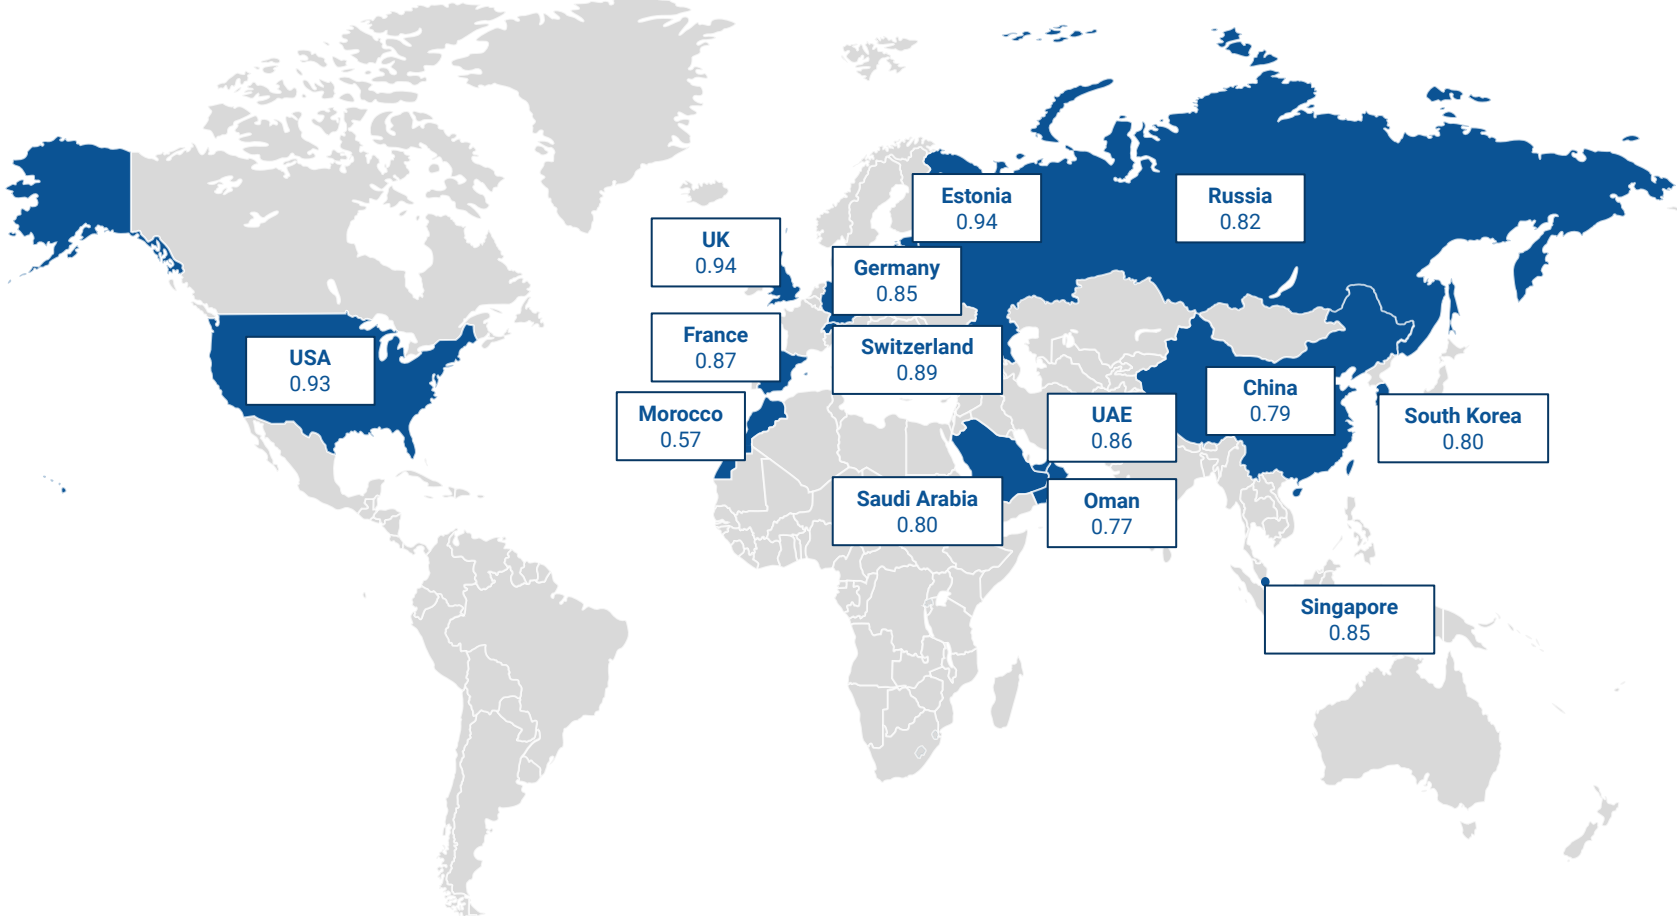 Estonia
0.94
Russia
0.82
UK
0.94
Germany
0.85
France
0.87
Switzerland
0.89
USA
0.93
China
0.79
Morocco
0.57
UAE
0.86
South Korea
0.80
Saudi Arabia
0.80
Oman
0.77
Singapore
0.85